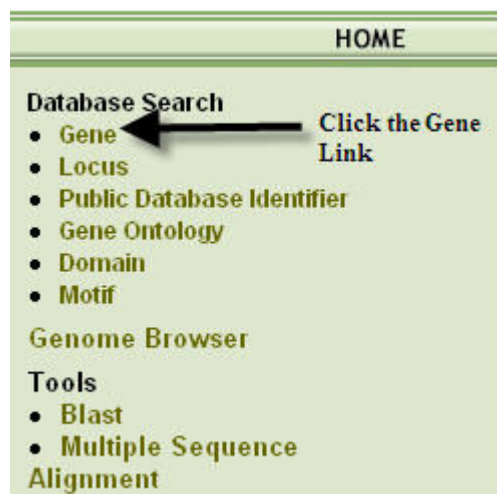 HOME
Database Search
• Gene
Click the Gene
Link
• Locus
• Public Database Identifier
• Gene Ontology
• Domain
• Motif
Genome Browser
Tools
• Blast
• Multiple Sequence
Alignment